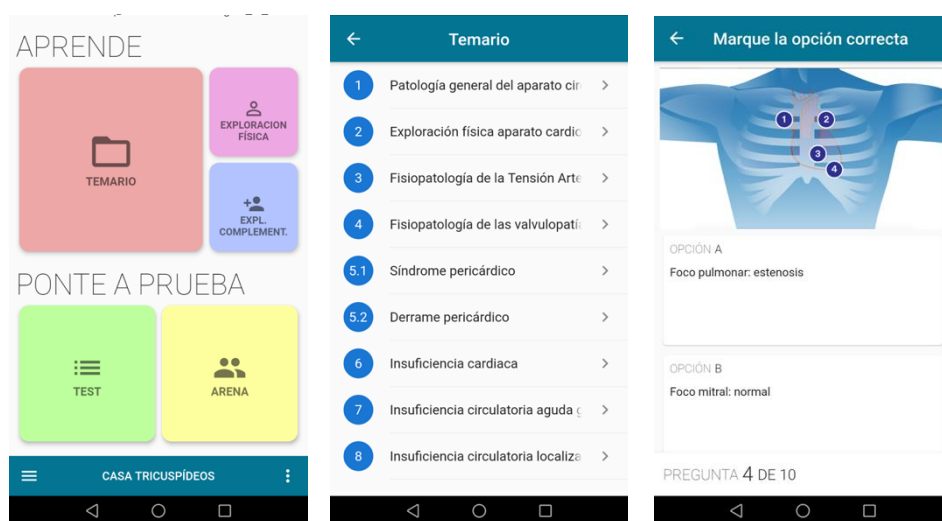 APRENDE
TEMARIO
EXPLORACION
FÍSICA
EXPL.
COMPLEMENT.
PONTE A PRUEBA
TEST
ARENA
CASA TRICUSPÍDEOS
Temario
1 Patología general del aparato cir
2 Exploración física aparato cardio
3 Fisiopatología de la Tensión Arte
4 Fisiopatología de las valvulopatía
5.1 Síndrome pericárdico
5.2 Derrame pericárdico
6 Insuficiencia cardiaca
7 Insuficiencia circulatoria aguda
8 Insuficiencia circulatoria localiza
Marque la opción correcta
1 2
3
4
OPCIÓN A
Foco pulmonar: estenosis
OPCIÓN B
Foco mitral: normal
PREGUNTA 4 DE 10